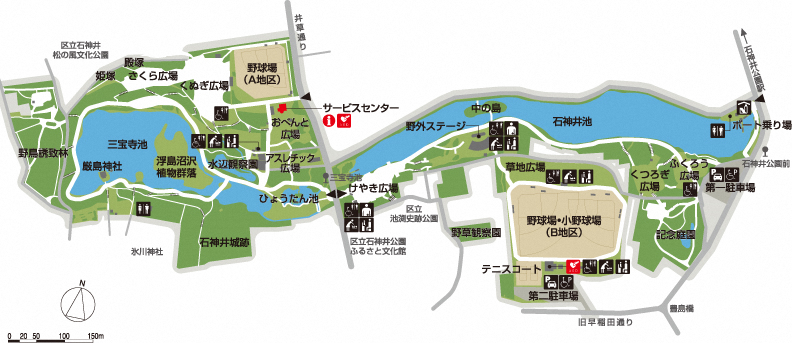 井草通り
区立石神井
松の風文化公園
殿塚
姫塚
さくら広場
くぬぎ広場
野球場
（A地区）
サービスセンター
おべんと
広場
三宝寺池
野鳥誘致林
厳島神社
浮島沼沢
植物群落
水辺観察園
アスレチック
広場
三宝寺池
ひょうたん池
けやき広場
石神井城跡
氷川神社
区立石神井公園
ふるさと文化館
区立
池淵史跡公園
野外ステージ
中の島
石神井池
石神井公園駅
ボート乗り場
石神井公園前
草地広場
くつろぎ
広場
ふくろう
広場
第一駐車場
野草観察園
野球場・小野球場
（B地区）
記念庭園
テニスコート
第二駐車場
豊島橋
旧早稲田通り
N
0 20 50 100 150m